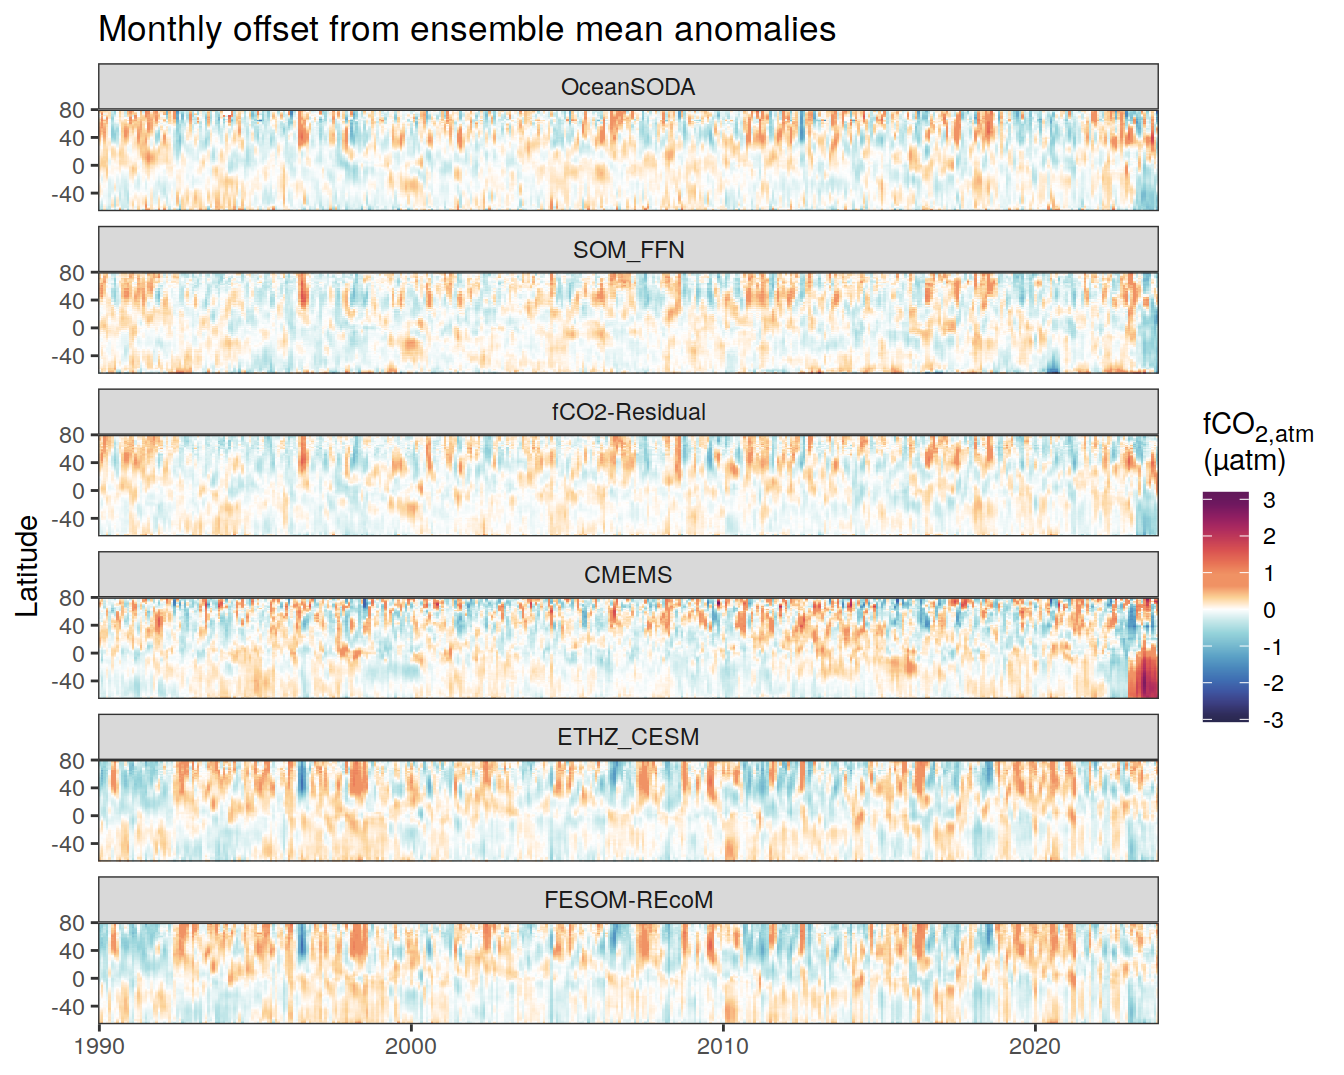 Monthly offset from ensemble mean anomalies
OceanSODA
80
40
0
-40
SOM_FFN
80
40
0
-40
fCO2-Residual
80
40
0
-40
CMEMS
80
40
0
-40
ETHZ_CESM
80
40
0
-40
FESOM-REcoM
80
40
0
-40
1990 2000 2010 2020
Latitude
fCO2,atm
(µatm)
3
2
1
0
-1
-2
-3